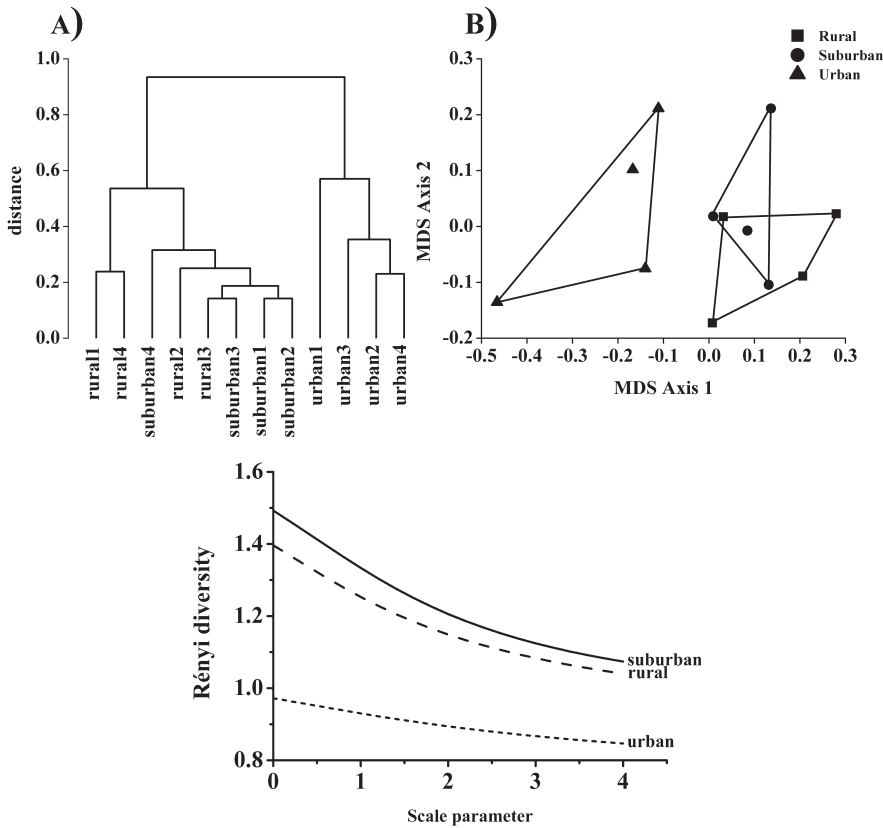 A)
distance
1.0
0.8
0.6
0.4
0.2
0.0
rural1
rural4
suburban4
rural2
rural3
suburban3
suburban1
suburban2
urban1
urban3
urban2
urban4
B)
Rural
Suburban
Urban
MDS Axis 2
0.3
0.2
0.1
0.0
-0.1
-0.2
-0.5 -0.4 -0.3 -0.2 -0.1 0.0 0.1 0.2 0.3
MDS Axis 1
Rényi diversity
1.6
1.4
1.2
1.0
0.8
suburban
rural
urban
0 1 2 3 4
Scale parameter